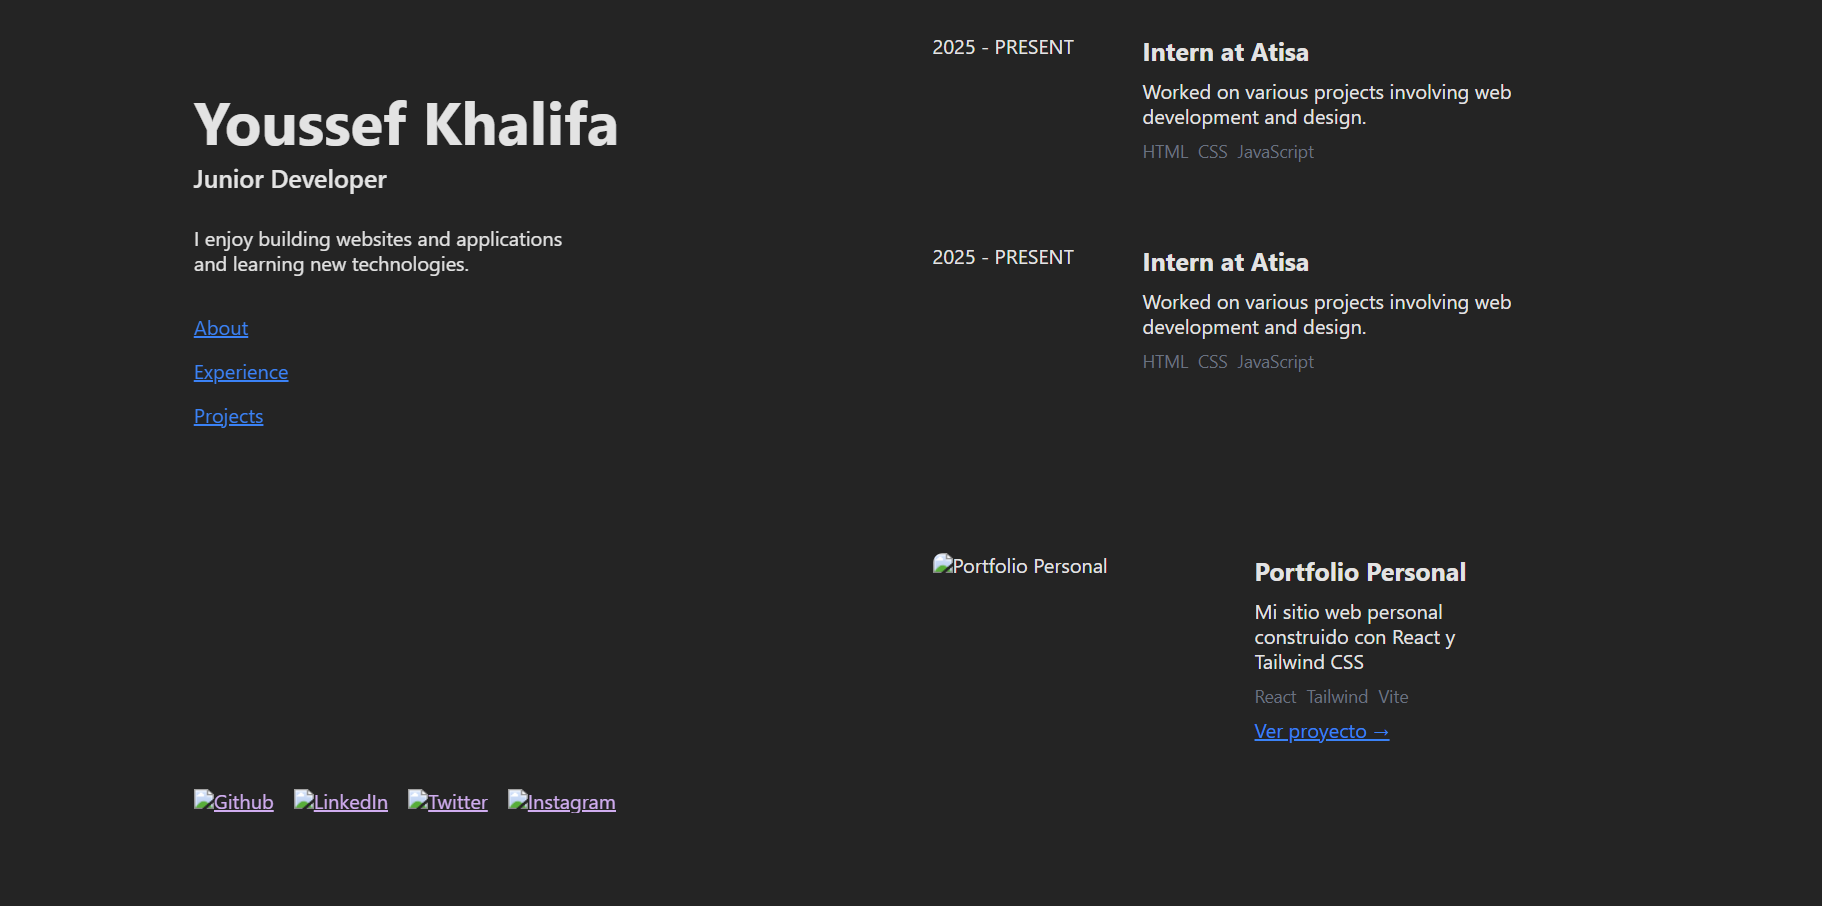 Youssef Khalifa
Junior Developer
I enjoy building websites and applications
and learning new technologies.
About
Experience
Projects
Github LinkedIn Twitter Instagram
2025 - PRESENT
Intern at Atisa
Worked on various projects involving web
development and design.
HTML CSS JavaScript
2025 - PRESENT
Intern at Atisa
Worked on various projects involving web
development and design.
HTML CSS JavaScript
Portfolio Personal
Portfolio Personal
Mi sitio web personal
construido con React y
Tailwind CSS
React Tailwind Vite
Ver proyecto →